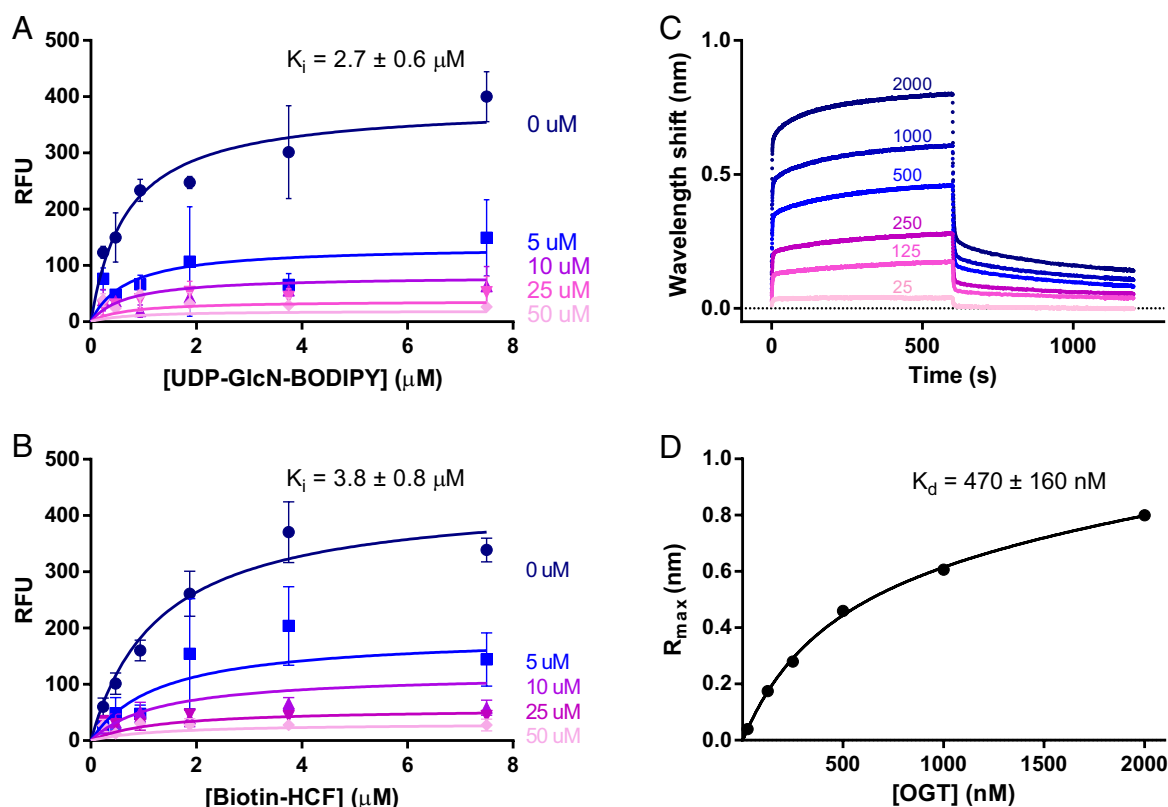 A
500
400
300
200
100
0
RFU
K_i = 2.7 ± 0.6 μM
0 uM
5 uM
10 uM
25 uM
50 uM
0 2 4 6 8
[UDP-GlcN-BODIPY] (μM)
B
500
400
300
200
100
0
RFU
K_i = 3.8 ± 0.8 μM
0 uM
5 uM
10 uM
25 uM
50 uM
0 2 4 6 8
[Biotin-HCF] (μM)
C
1.0
0.5
0.0
Wavelength shift (nm)
2000
1000
500
250
125
25
0 500 1000
Time (s)
D
1.0
0.8
0.6
0.4
0.2
0.0
R_max (nm)
K_d = 470 ± 160 nM
500 1000 1500 2000
[OGT] (nM)